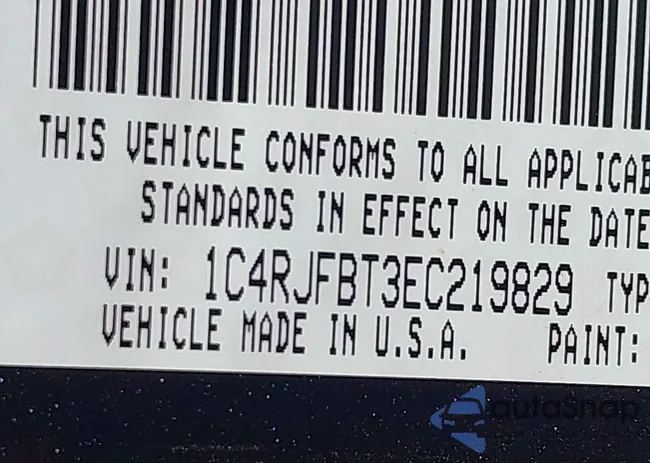 THIS VEHICLE CONFORMS TO ALL APPLICAB
STANDARDS IN EFFECT ON THE DATE
VIN: 1C4RJFBT3EC219829 TYP
VEHICLE MADE IN U.S.A. PAINT:
autoSnap